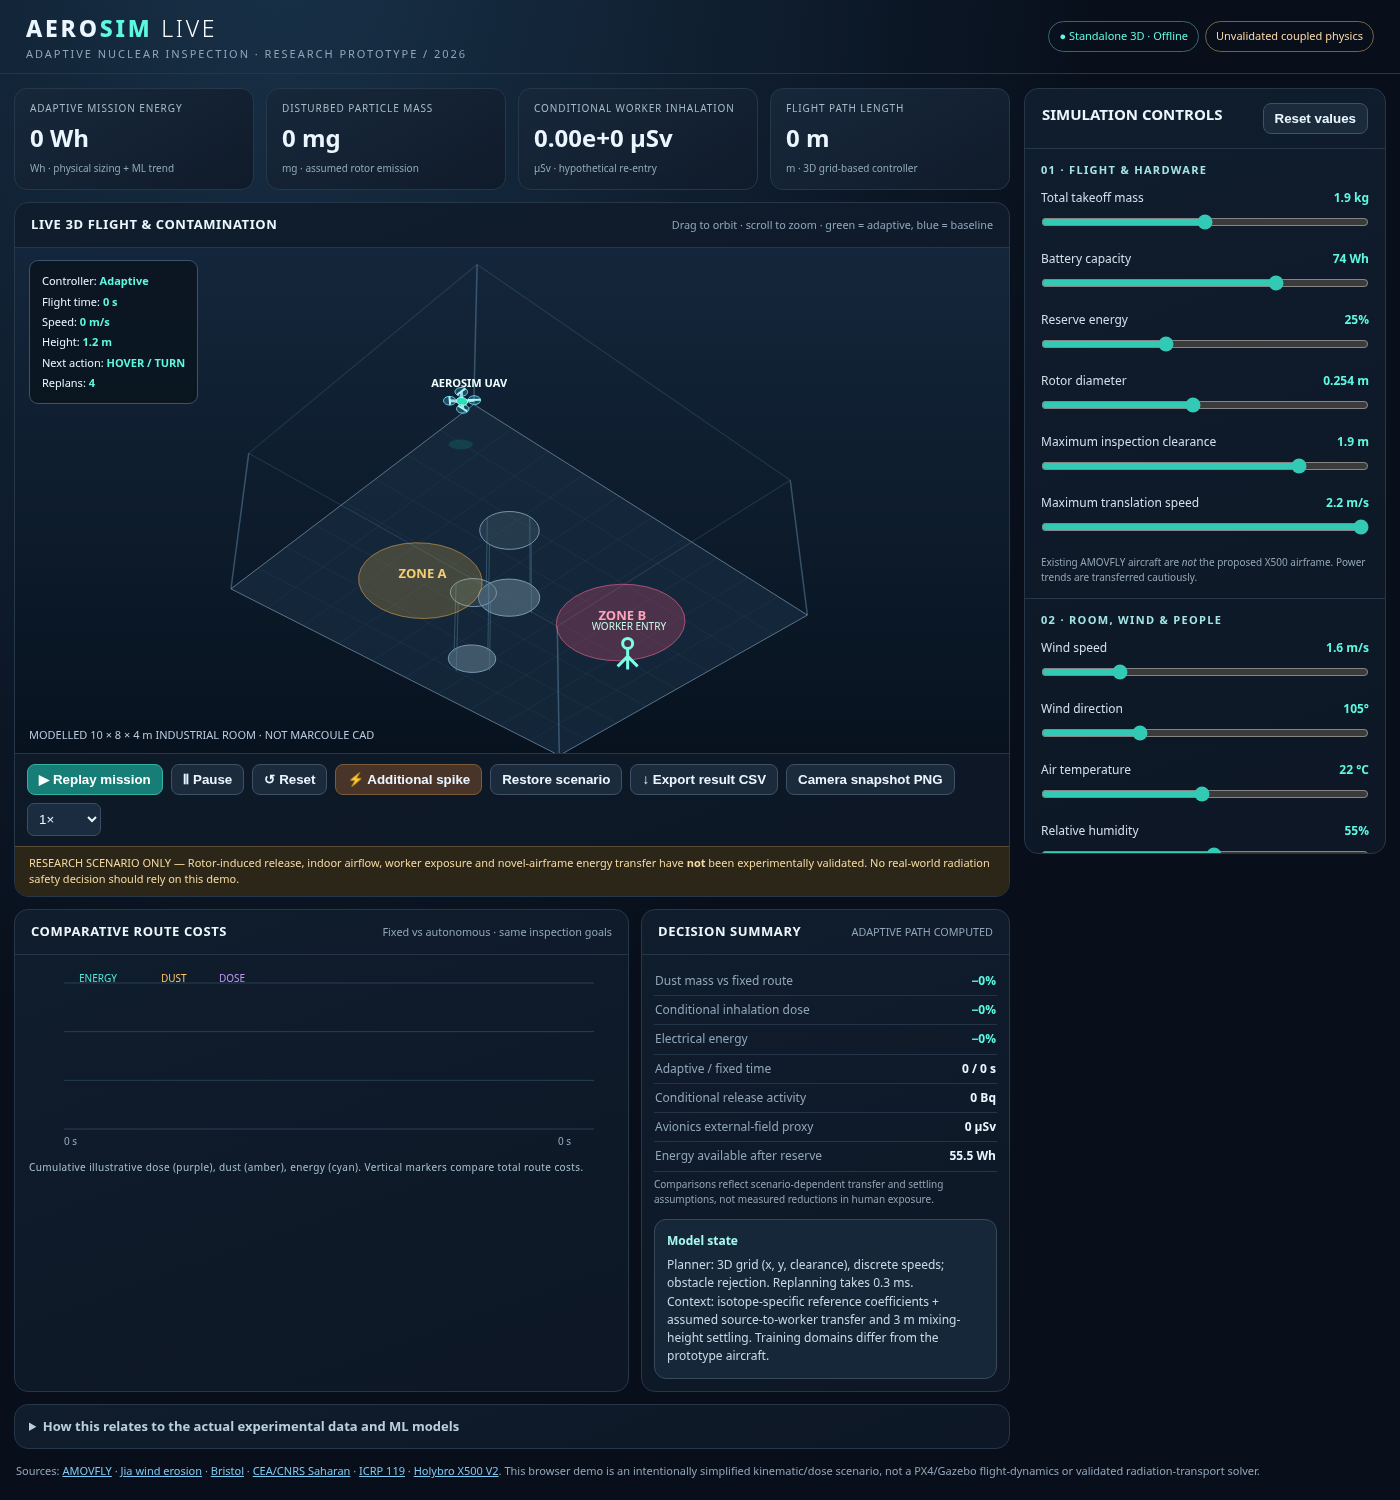 AEROSIM LIVE
ADAPTIVE NUCLEAR INSPECTION · RESEARCH PROTOTYPE / 2026
● Standalone 3D · Offline
Unvalidated coupled physics
ADAPTIVE MISSION ENERGY
0 Wh
Wh · physical sizing + ML trend
DISTURBED PARTICLE MASS
0 mg
mg · assumed rotor emission
CONDITIONAL WORKER INHALATION
0.00e+0 µSv
µSv · hypothetical re-entry
FLIGHT PATH LENGTH
0 m
m · 3D grid-based controller
LIVE 3D FLIGHT & CONTAMINATION
Drag to orbit · scroll to zoom · green = adaptive, blue = baseline
Controller: Adaptive
Flight time: 0 s
Speed: 0 m/s
Height: 1.2 m
Next action: HOVER / TURN
Replans: 4
AEROSIM UAV
ZONE A
ZONE B
WORKER ENTRY
MODELLED 10 × 8 × 4 m INDUSTRIAL ROOM · NOT MARCOULE CAD
▶ Replay mission
Ⅱ Pause
↺ Reset
⚡ Additional spike
Restore scenario
↓ Export result CSV
Camera snapshot PNG
1×
RESEARCH SCENARIO ONLY — Rotor-induced release, indoor airflow, worker exposure and novel-airframe energy transfer have not been experimentally validated. No real-world radiation
safety decision should rely on this demo.
SIMULATION CONTROLS
Reset values
01 · FLIGHT & HARDWARE
Total takeoff mass 1.9 kg
Battery capacity 74 Wh
Reserve energy 25%
Rotor diameter 0.254 m
Maximum inspection clearance 1.9 m
Maximum translation speed 2.2 m/s
Existing AMOVFLY aircraft are not the proposed X500 airframe. Power
trends are transferred cautiously.
02 · ROOM, WIND & PEOPLE
Wind speed 1.6 m/s
Wind direction 105°
Air temperature 22 °C
Relative humidity 55%
COMPARATIVE ROUTE COSTS
Fixed vs autonomous · same inspection goals
ENERGY DUST DOSE
0 s 0 s
Cumulative illustrative dose (purple), dust (amber), energy (cyan). Vertical markers compare total route costs.
DECISION SUMMARY
ADAPTIVE PATH COMPUTED
Dust mass vs fixed route −0%
Conditional inhalation dose −0%
Electrical energy −0%
Adaptive / fixed time 0 / 0 s
Conditional release activity 0 Bq
Avionics external-field proxy 0 µSv
Energy available after reserve 55.5 Wh
Comparisons reflect scenario-dependent transfer and settling
assumptions, not measured reductions in human exposure.
Model state
Planner: 3D grid (x, y, clearance), discrete speeds;
obstacle rejection. Replanning takes 0.3 ms.
Context: isotope-specific reference coefficients +
assumed source-to-worker transfer and 3 m mixing-
height settling. Training domains differ from the
prototype aircraft.
▶ How this relates to the actual experimental data and ML models
Sources: AMOVFLY · Jia wind erosion · Bristol · CEA/CNRS Saharan · ICRP 119 · Holybro X500 V2. This browser demo is an intentionally simplified kinematic/dose scenario, not a PX4/Gazebo flight-dynamics or validated radiation-transport solver.